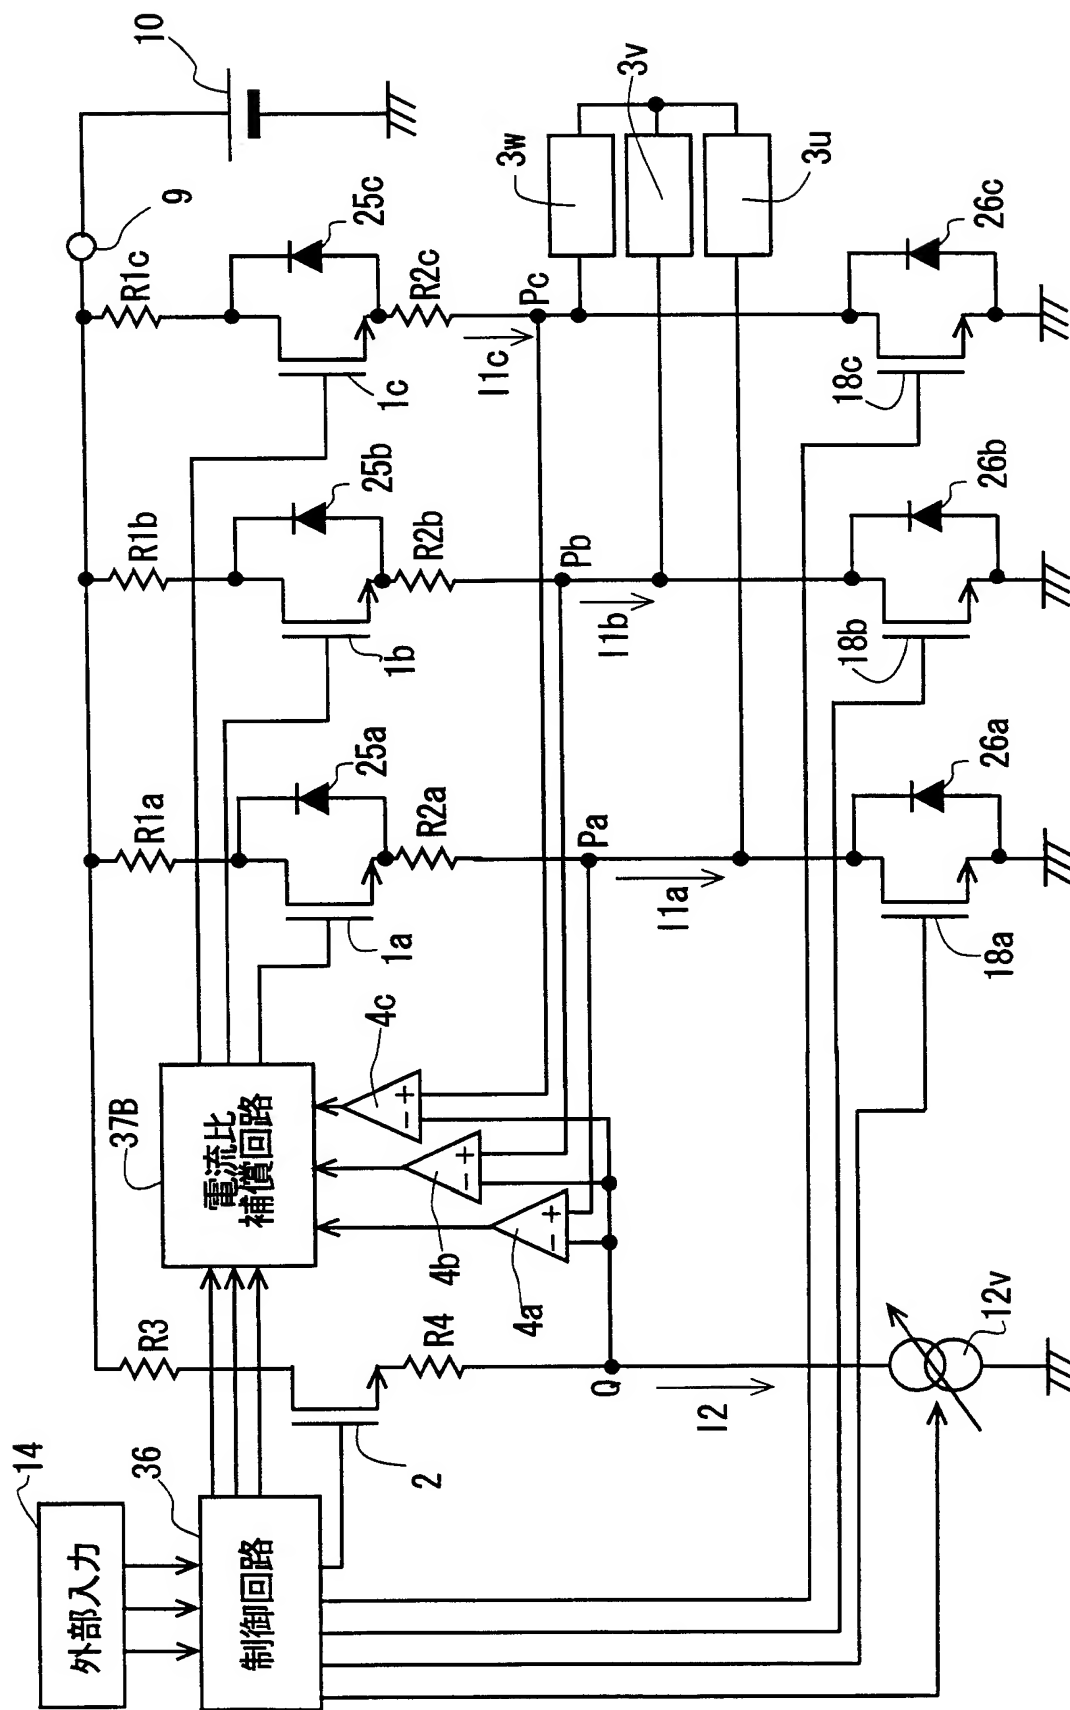 14
外部入力
36
制御回路
37B
電流比
補償回路
R3
2
R4
Q
I2
12v
4a
4b
4c
- +
- +
- +
R1a
1a
25a
R2a
Pa
I1a
18a
26a
R1b
1b
25b
R2b
Pb
I1b
18b
26b
R1c
1c
25c
R2c
Pc
I1c
18c
26c
9
10
3w
3v
3u